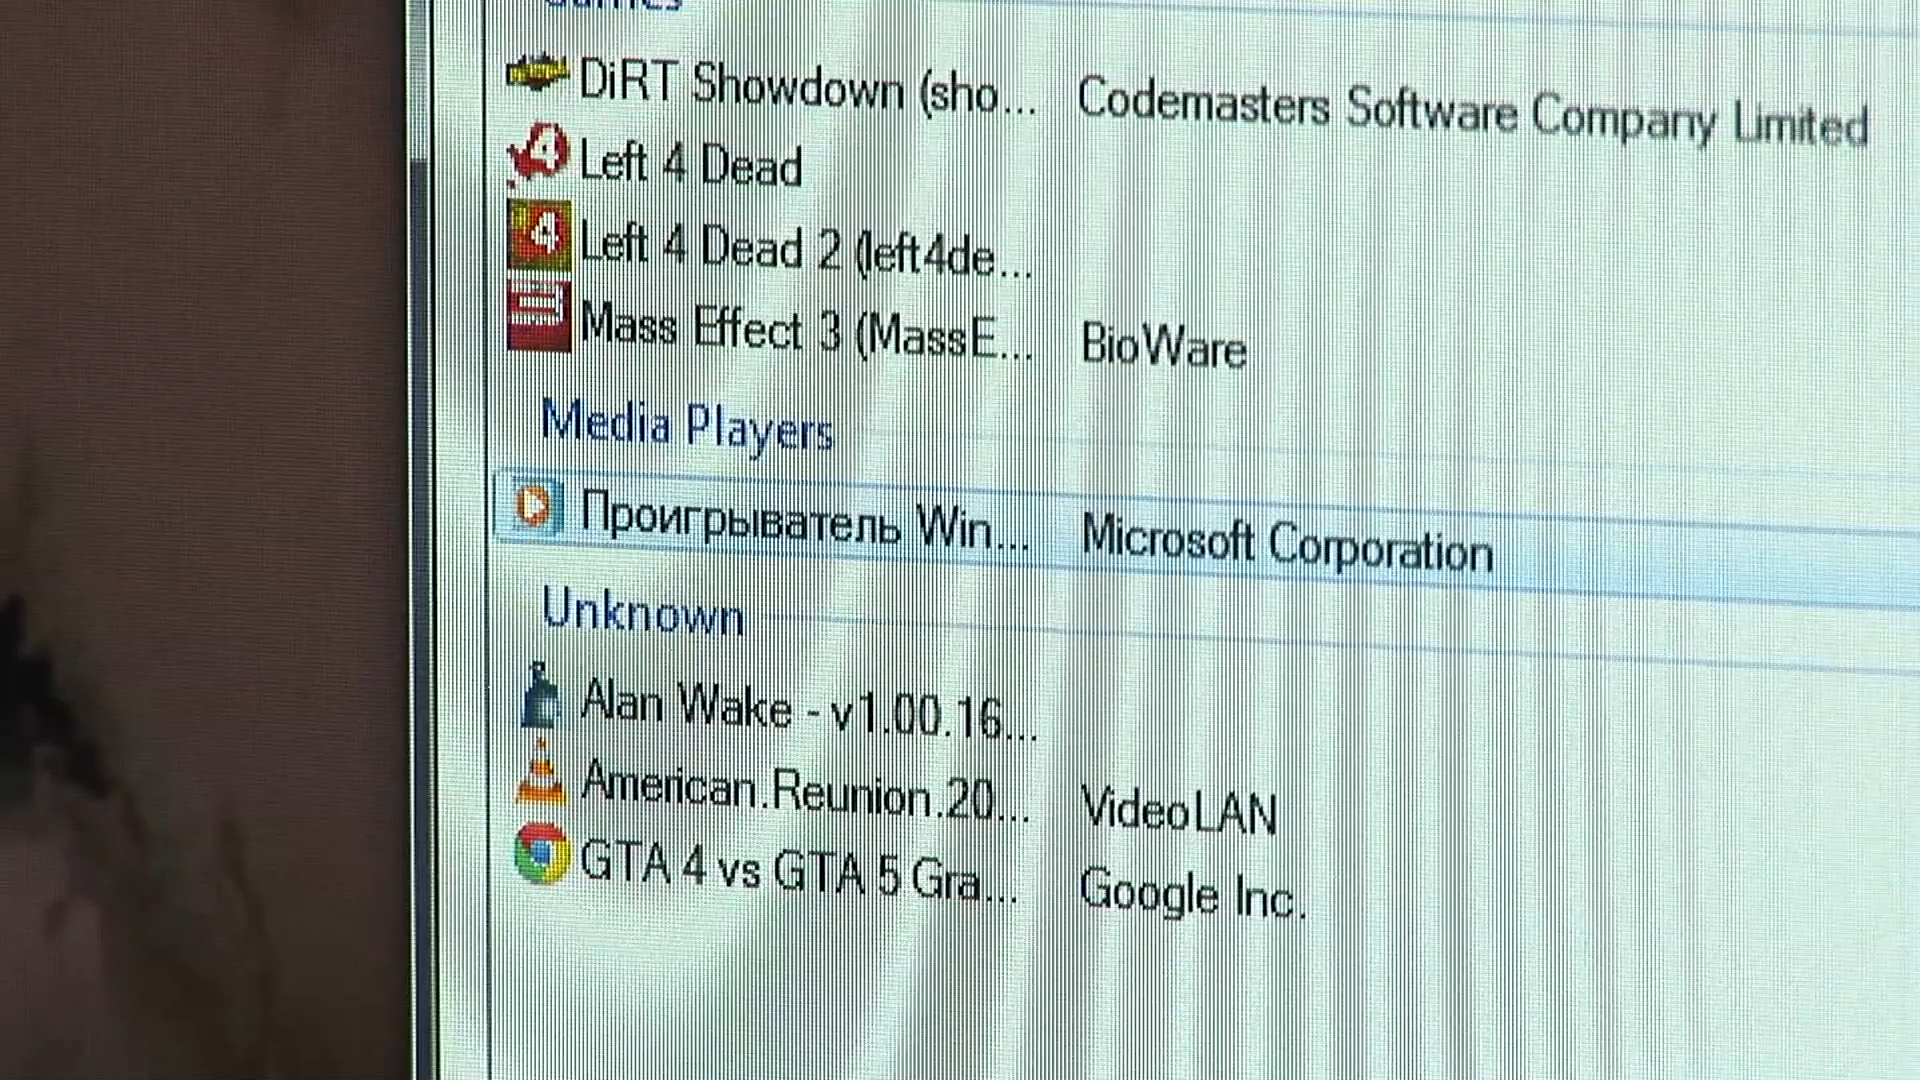 Games
DiRT Showdown (sho... Codemasters Software Company Limited
Left 4 Dead
Left 4 Dead 2 (left4de...
Mass Effect 3 (MassE... BioWare
Media Players
Проигрыватель Win... Microsoft Corporation
Unknown
Alan Wake - v1.00.16...
American.Reunion.20... VideoLAN
GTA 4 vs GTA 5 Gra... Google Inc.